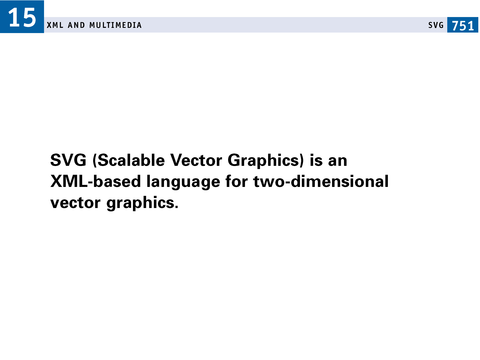 15 XML AND MULTIMEDIA SVG 751
SVG (Scalable Vector Graphics) is an
XML-based language for two-dimensional
vector graphics.